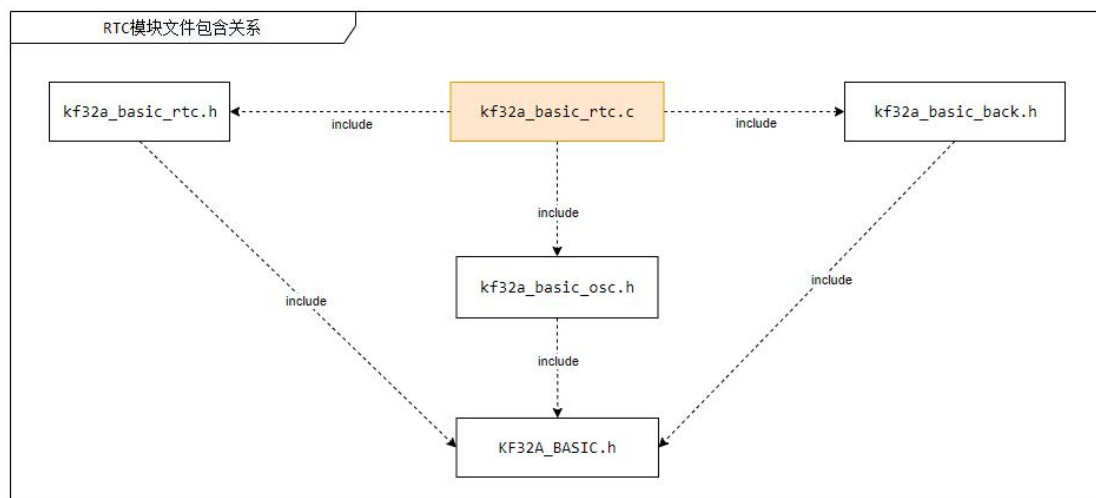 RTC模块文件包含关系
kf32a_basic_rtc.h
kf32a_basic_rtc.c
kf32a_basic_back.h
include
include
include
kf32a_basic_osc.h
include
include
include
KF32A_BASIC.h